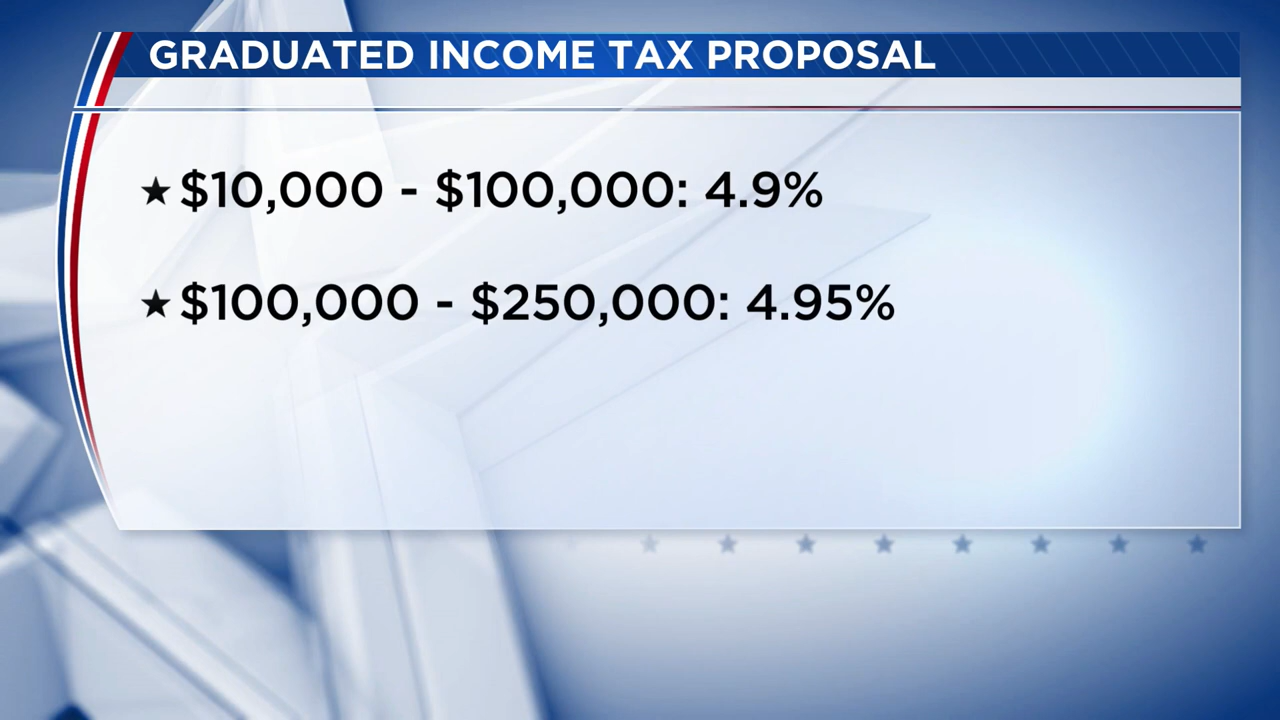 GRADUATED INCOME TAX PROPOSAL
★ $10,000 - $100,000: 4.9%
★ $100,000 - $250,000: 4.95%